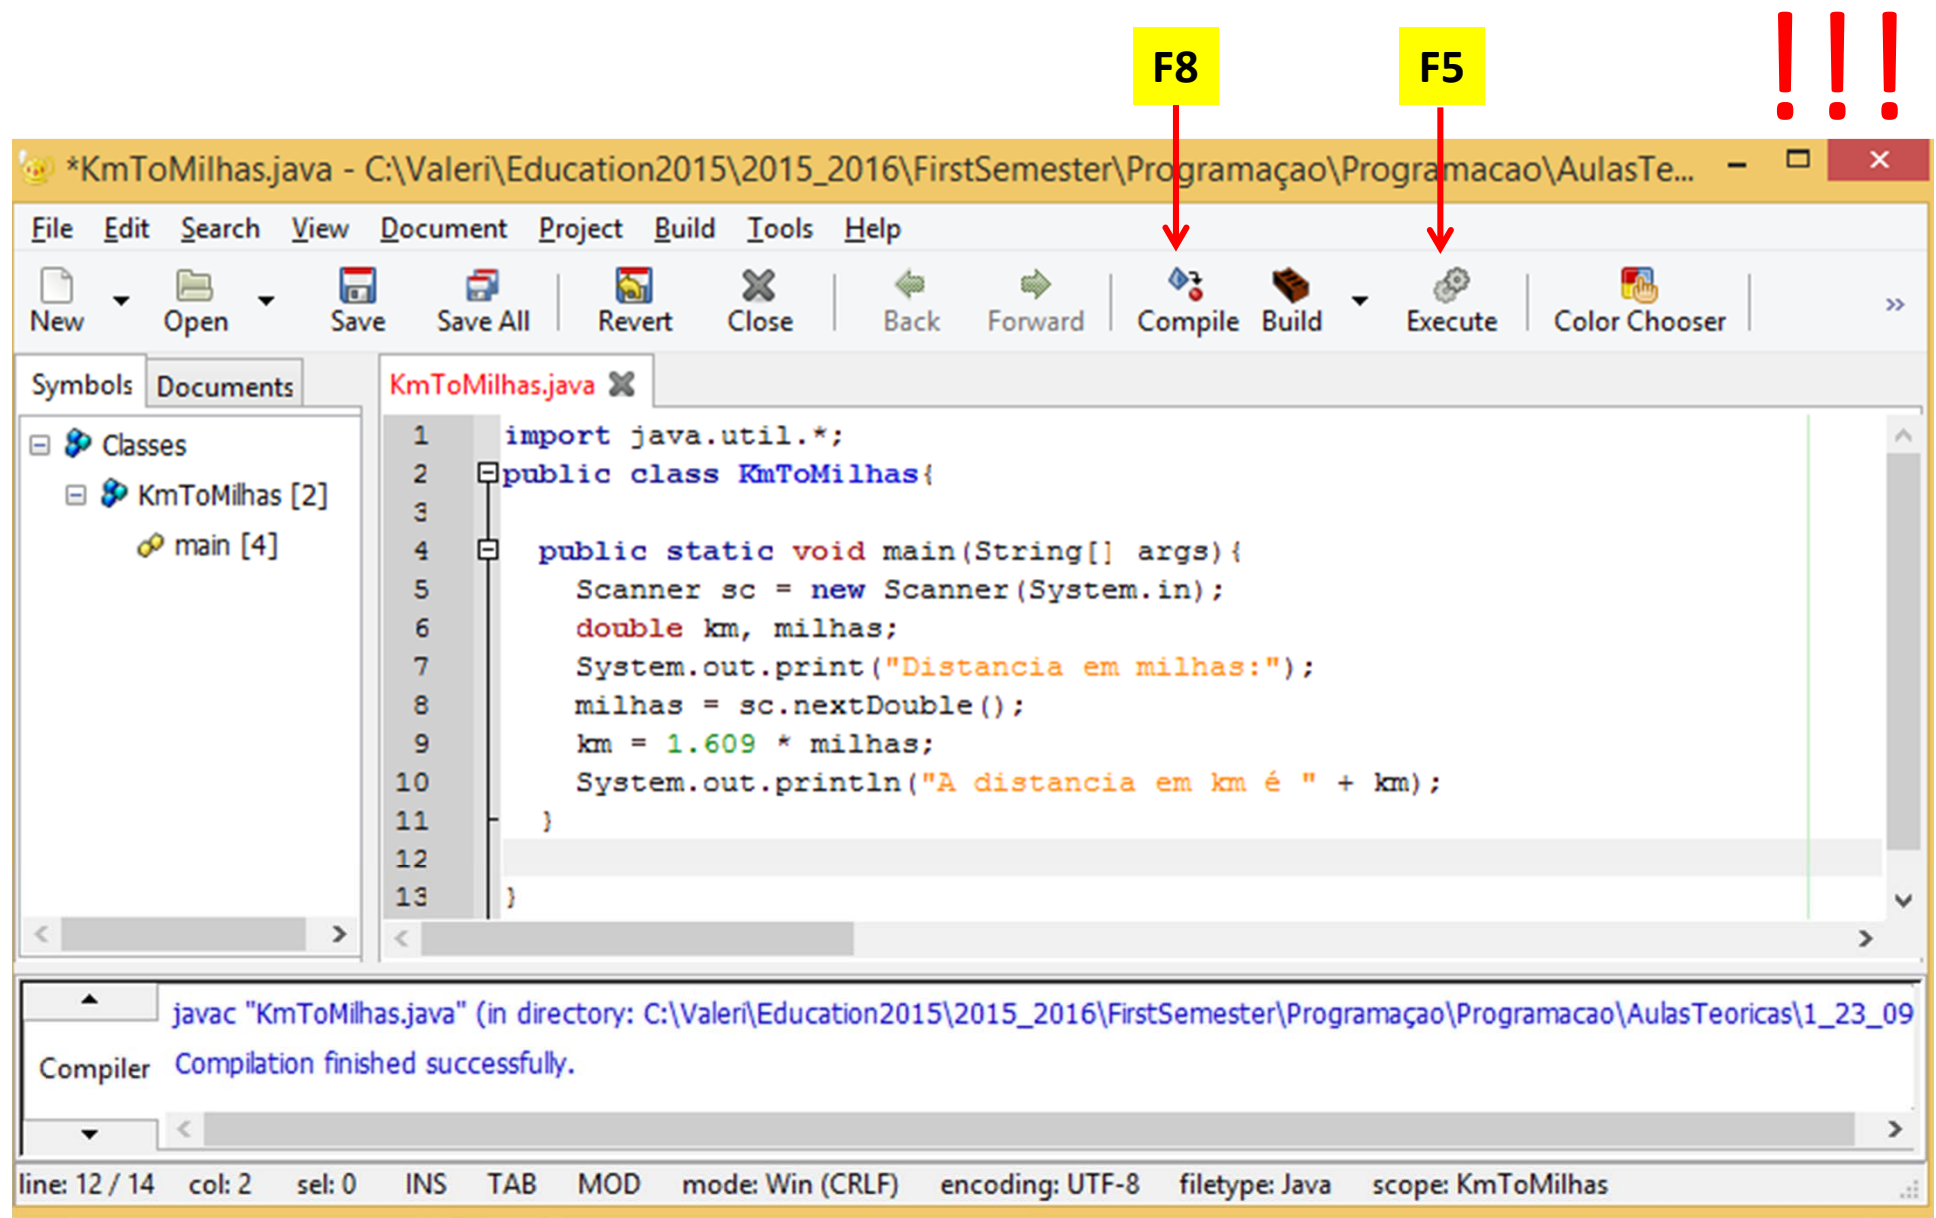 F8 F5 !!!
*KmToMilhas.java - C:\Valeri\Education2015\2015_2016\FirstSemester\Programaçao\Programacao\AulasTe...
File Edit Search View Document Project Build Tools Help
New Open Save Save All Revert Close Back Forward Compile Build Execute Color Chooser »
Symbols Documents
Classes
KmToMilhas [2]
main [4]
KmToMilhas.java
1 import java.util.*;
2 public class KmToMilhas{
3
4 public static void main(String[] args){
5 Scanner sc = new Scanner(System.in);
6 double km, milhas;
7 System.out.print("Distancia em milhas:");
8 milhas = sc.nextDouble();
9 km = 1.609 * milhas;
10 System.out.println("A distancia em km é " + km);
11 }
12
13 }
Compiler
javac "KmToMilhas.java" (in directory: C:\Valeri\Education2015\2015_2016\FirstSemester\Programaçao\Programacao\AulasTeoricas\1_23_09
Compilation finished successfully.
line: 12 / 14 col: 2 sel: 0 INS TAB MOD mode: Win (CRLF) encoding: UTF-8 filetype: Java scope: KmToMilhas